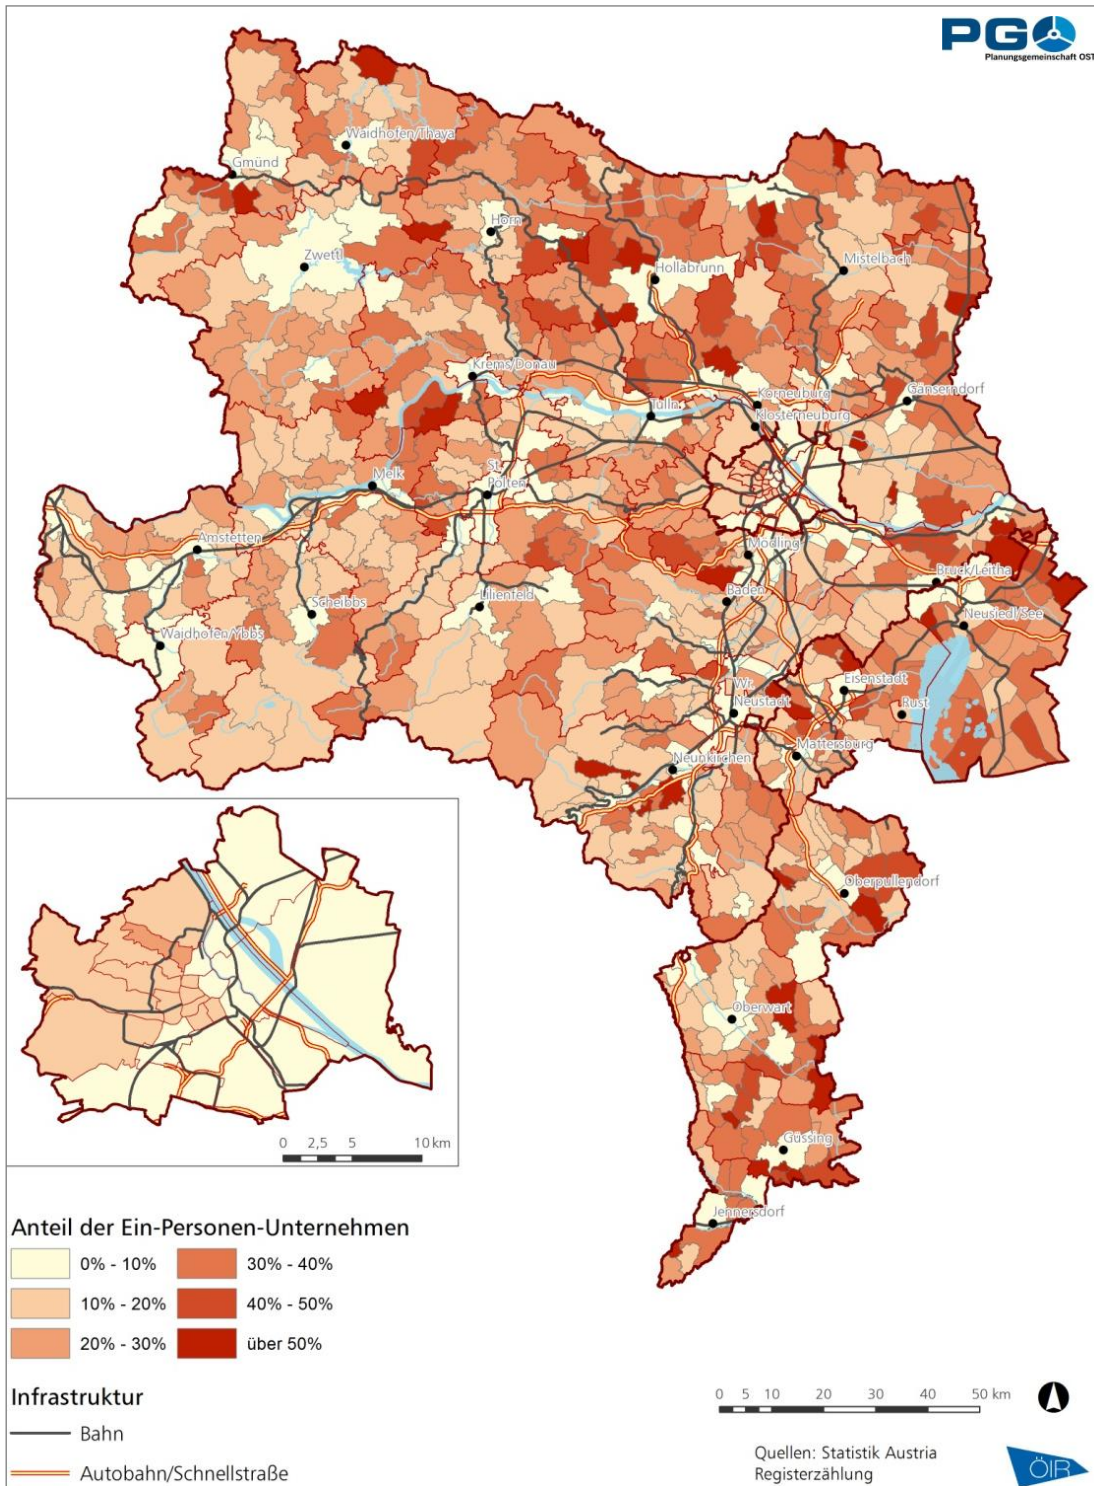 PGO
Planungsgemeinschaft OST
Waidhofen/Thaya
Gmünd
Horn
Zwettl
Hollabrunn
Mistelbach
Krems/Donau
Korneuburg
Gänserndorf
Tulln
Klosterneuburg
Melk
St.
Pölten
Amstetten
Mödling
Bruck/Leitha
Baden
Scheibbs
Lilienfeld
Neusiedl/See
Waidhofen/Ybbs
Wr.
Neustadt
Eisenstadt
Rust
Mattersburg
Neunkirchen
Oberpullendorf
Oberwart
Güssing
Jennersdorf
0 2,5 5 10 km
Anteil der Ein-Personen-Unternehmen
0% - 10% 30% - 40%
10% - 20% 40% - 50%
20% - 30% über 50%
Infrastruktur
Bahn
Autobahn/Schnellstraße
0 5 10 20 30 40 50 km
Quellen: Statistik Austria
Registerzählung
ÖIR